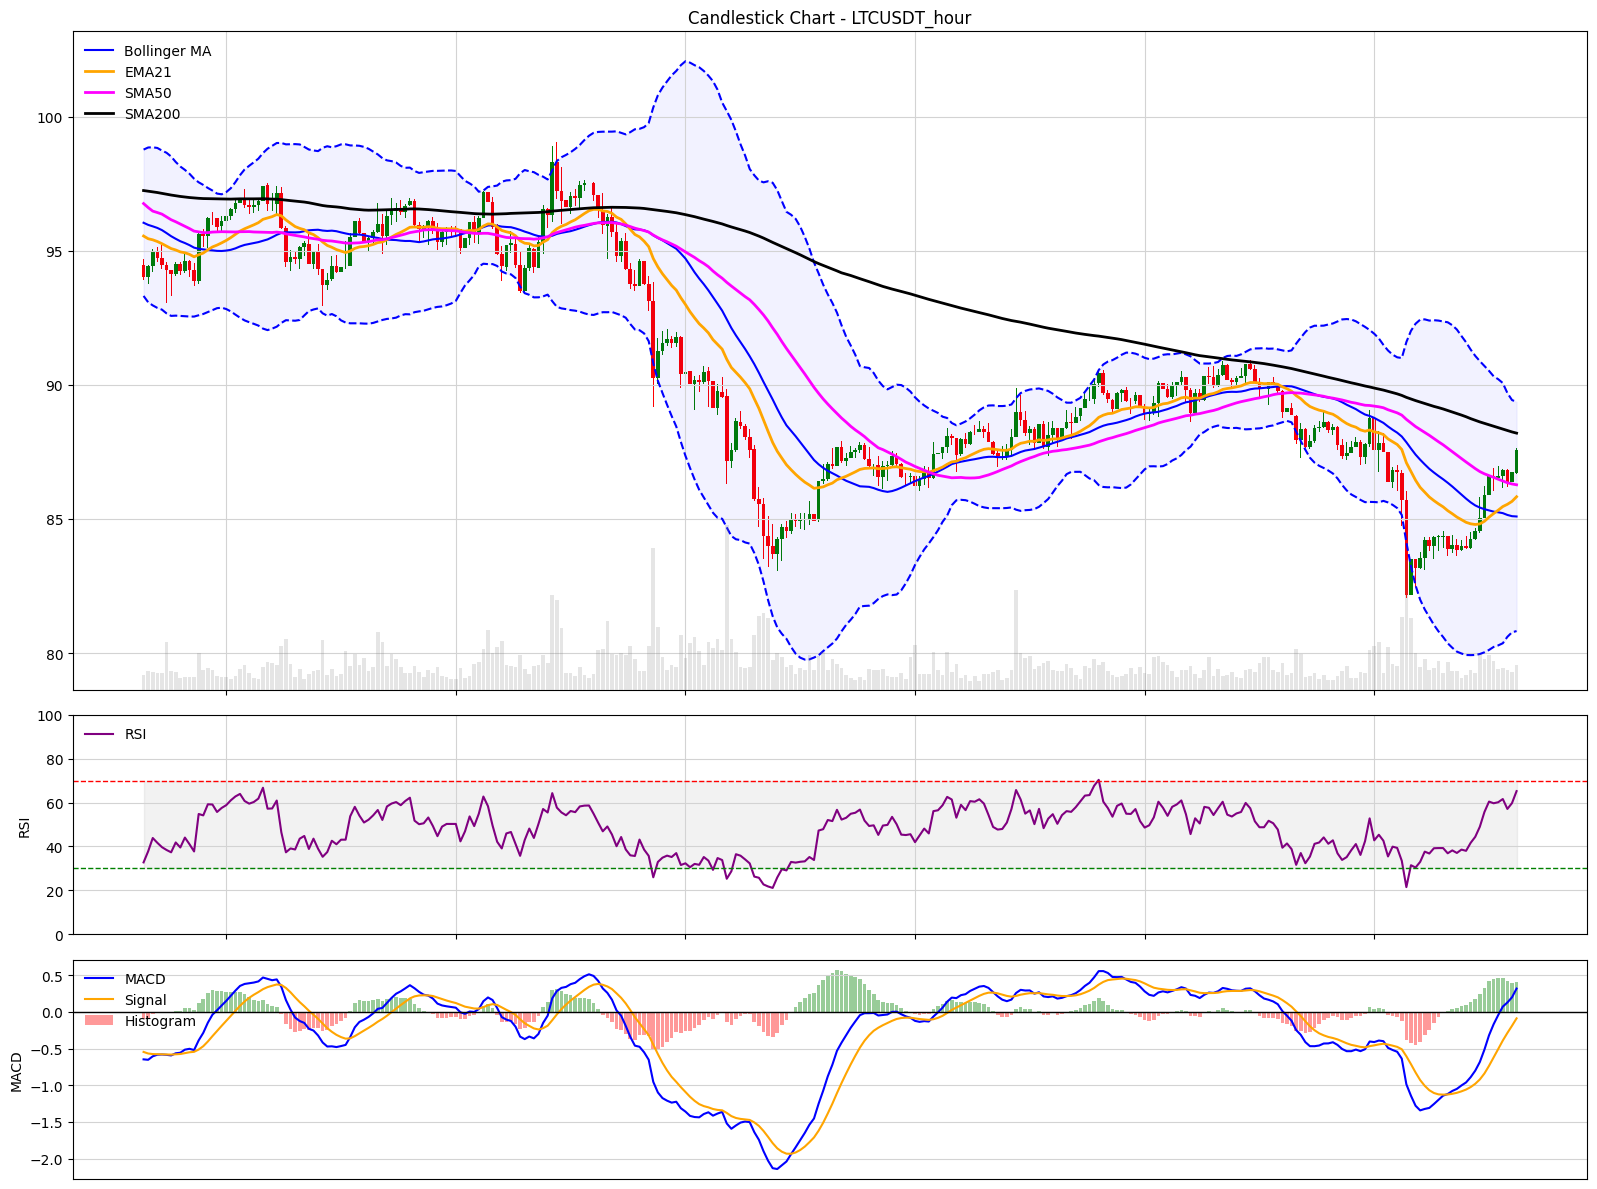 Candlestick Chart - LTCUSDT_hour
Bollinger MA
EMA21
SMA50
SMA200
100
95
90
85
80
100
80
60
40
20
0
RSI
RSI
0.5
0.0
−0.5
−1.0
−1.5
−2.0
MACD
MACD
Signal
Histogram